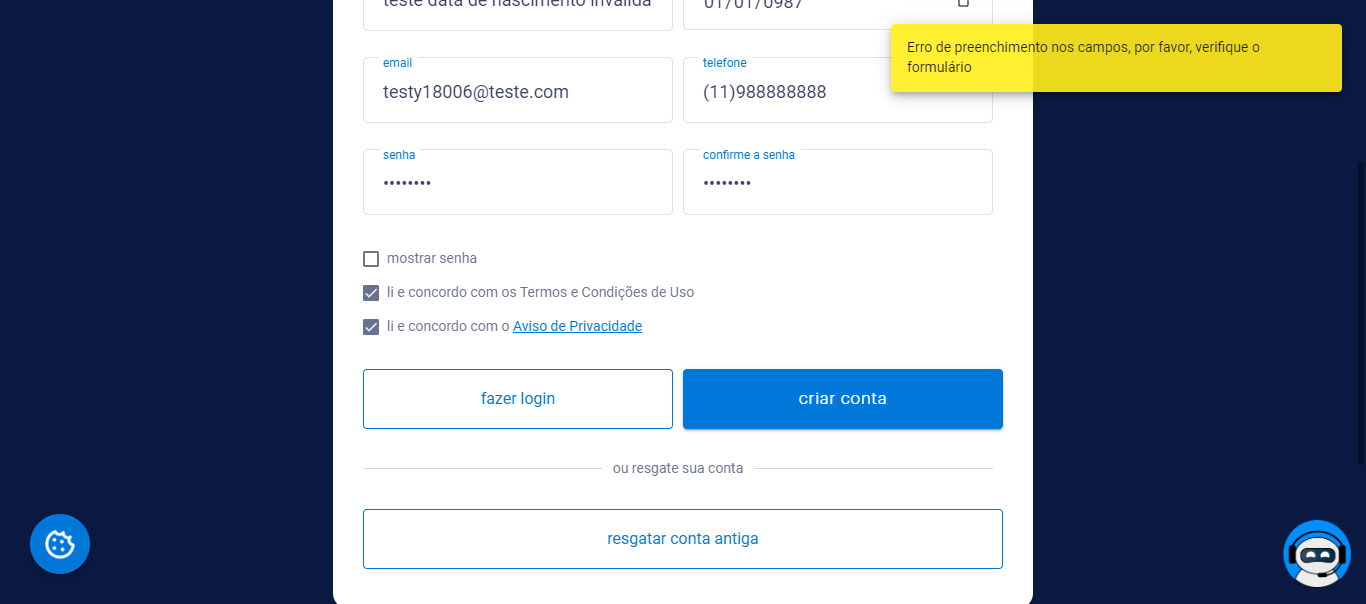 teste data de nascimento inválida
01/01/0987
Erro de preenchimento nos campos, por favor, verifique o
formulário
email
testy18006@teste.com
telefone
(11)988888888
senha
••••••••
confirme a senha
••••••••
mostrar senha
li e concordo com os Termos e Condições de Uso
li e concordo com o Aviso de Privacidade
fazer login
criar conta
ou resgate sua conta
resgatar conta antiga